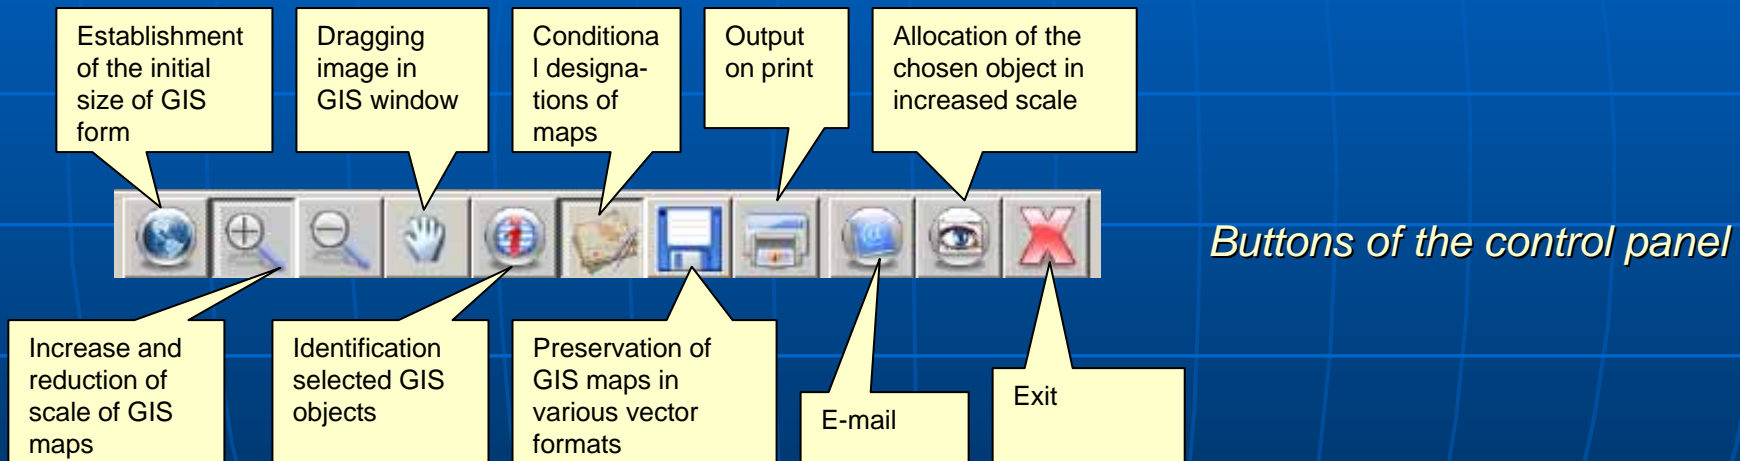 Establishment
of the initial
size of GIS
form
Dragging
image in
GIS window
Conditiona
l designa-
tions of
maps
Output
on print
Allocation of the
chosen object in
increased scale
Buttons of the control panel
Increase and
reduction of
scale of GIS
maps
Identification
selected GIS
objects
Preservation of
GIS maps in
various vector
formats
E-mail
Exit